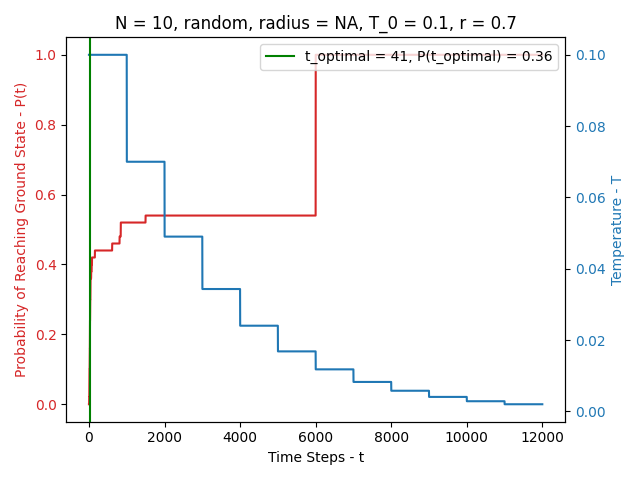 N = 10, random, radius = NA, T_0 = 0.1, r = 0.7
t_optimal = 41, P(t_optimal) = 0.36
Probability of Reaching Ground State - P(t)
1.0
0.8
0.6
0.4
0.2
0.0
0.10
0.08
0.06
0.04
0.02
0.00
Temperature - T
0 2000 4000 6000 8000 10000 12000
Time Steps - t